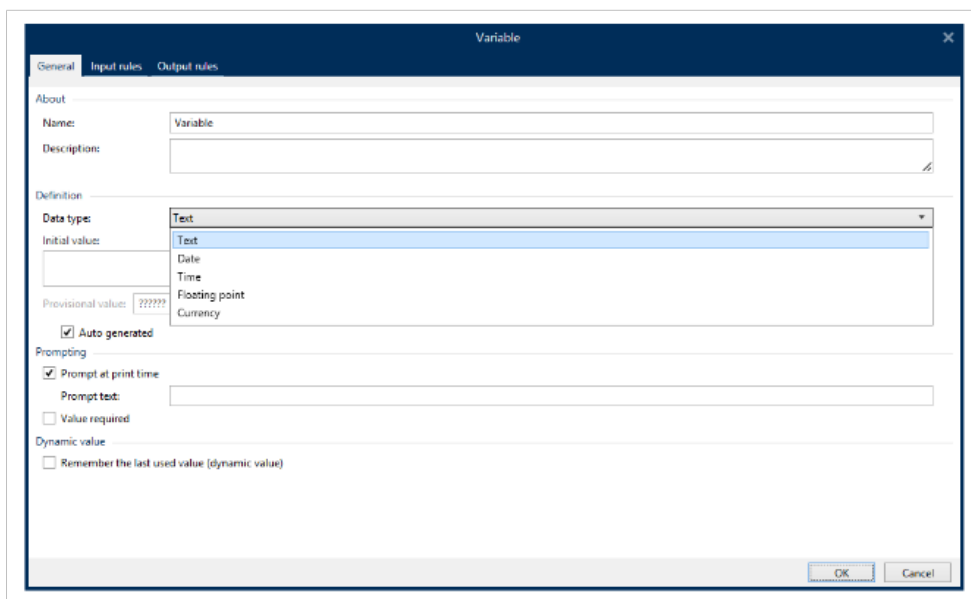 Variable
General Input rules Output rules
About
Name: Variable
Description:
Definition
Data type: Text
Initial value: Text
Date
Time
Floating point
Provisional value: ??????
Currency
Auto generated
Prompting
Prompt at print time
Prompt text:
Value required
Dynamic value
Remember the last used value (dynamic value)
OK Cancel